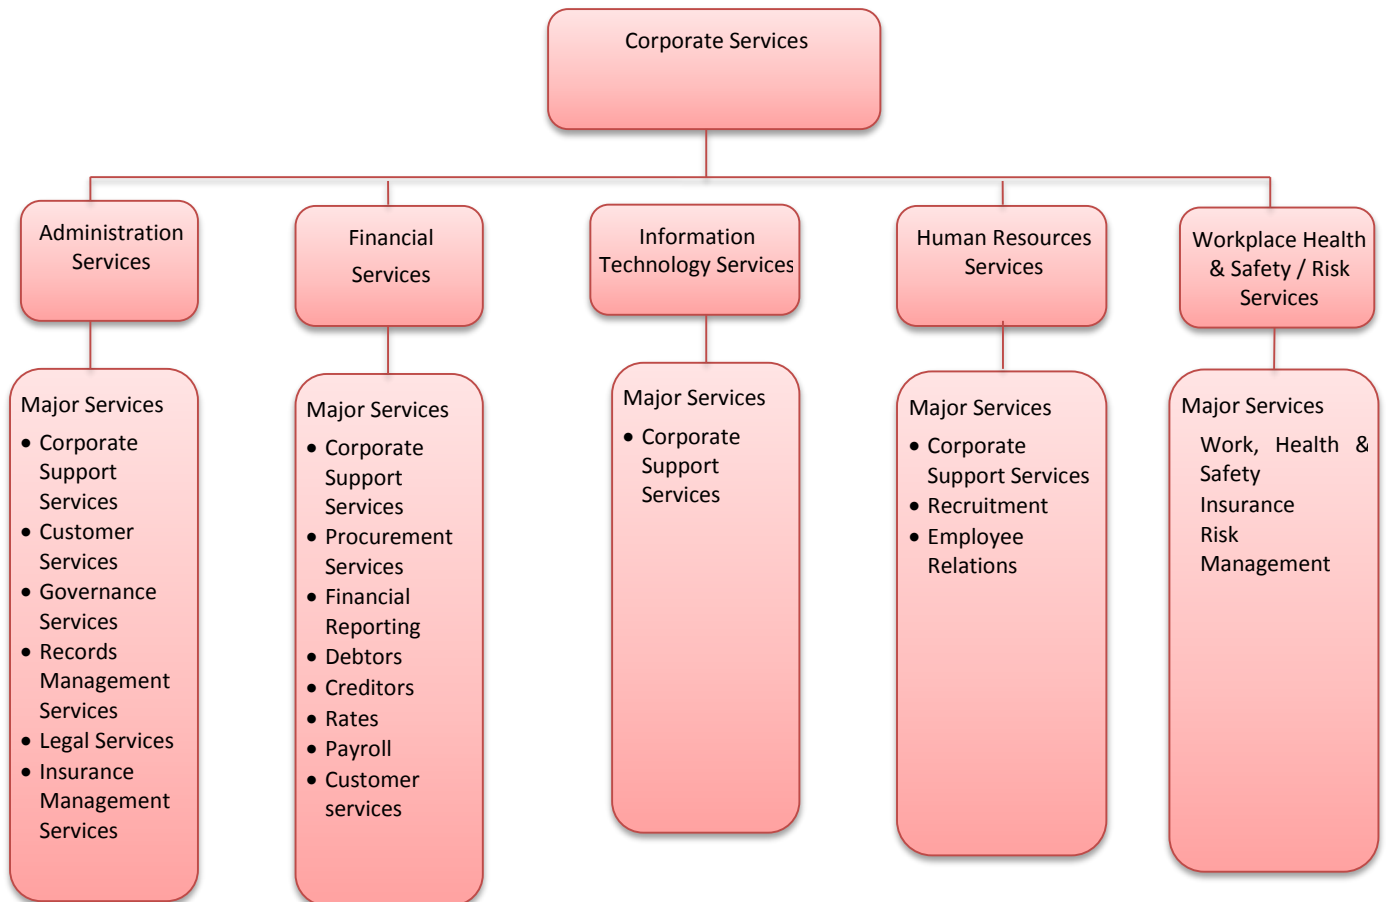 Corporate Services
Administration
Services
Financial
Services
Information
Technology Services
Human Resources
Services
Workplace Health
& Safety / Risk
Services
Major Services
• Corporate
Support
Services
• Customer
Services
• Governance
Services
• Records
Management
Services
• Legal Services
• Insurance
Management
Services
Major Services
• Corporate
Support
Services
• Procurement
Services
• Financial
Reporting
• Debtors
• Creditors
• Rates
• Payroll
• Customer
services
Major Services
• Corporate
Support
Services
Major Services
• Corporate
Support Services
• Recruitment
• Employee
Relations
Major Services
Work, Health &
Safety
Insurance
Risk
Management